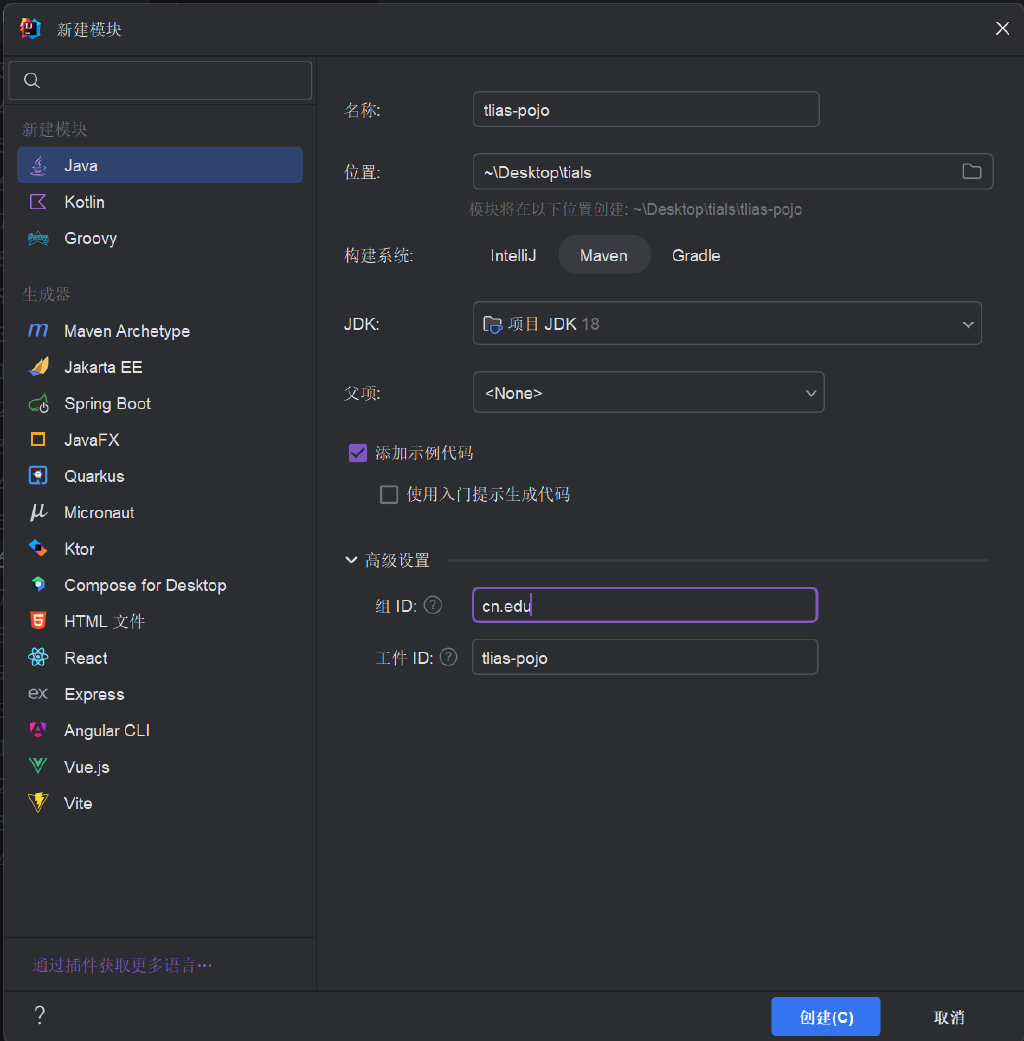 新建模块
新建模块
Java
Kotlin
Groovy
生成器
Maven Archetype
Jakarta EE
Spring Boot
JavaFX
Quarkus
Micronaut
Ktor
Compose for Desktop
HTML 文件
React
ex Express
Angular CLI
Vue.js
Vite
通过插件获取更多语言…
名称: tlias-pojo
位置: ~\Desktop\tials
模块将在以下位置创建: ~\Desktop\tials\tlias-pojo
构建系统: IntelliJ Maven Gradle
JDK: 项目 JDK 18
父项: <None>
添加示例代码
使用入门提示生成代码
高级设置
组 ID: ? cn.edu
工件 ID: ? tlias-pojo
? 创建(C) 取消